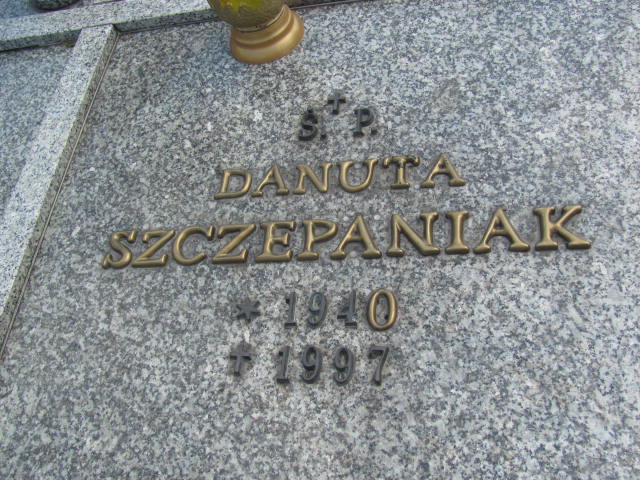 Ś. ✝ P.
DANUTA
SZCZEPANIAK
* 1940
✝ 1997